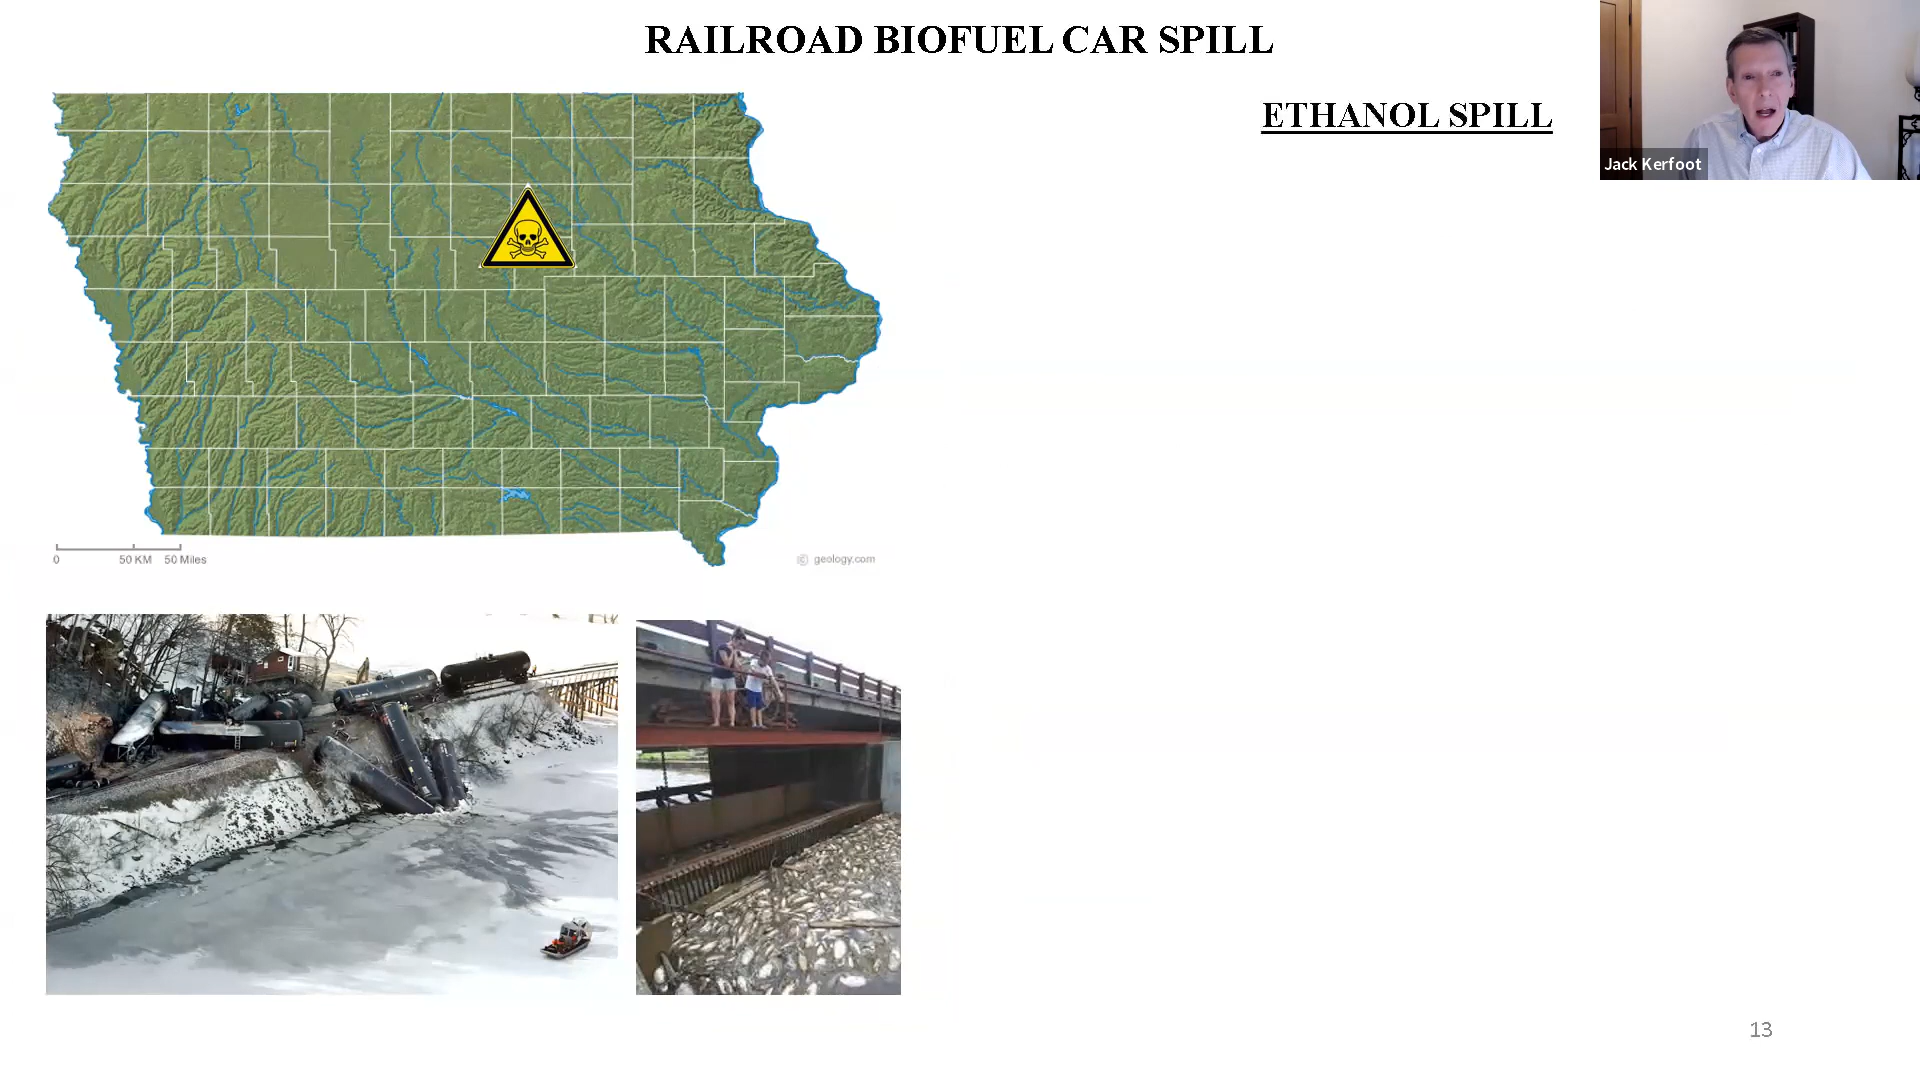 RAILROAD BIOFUEL CAR SPILL
ETHANOL SPILL
Jack Kerfoot
0 50 KM 50 Miles
© geology.com
13